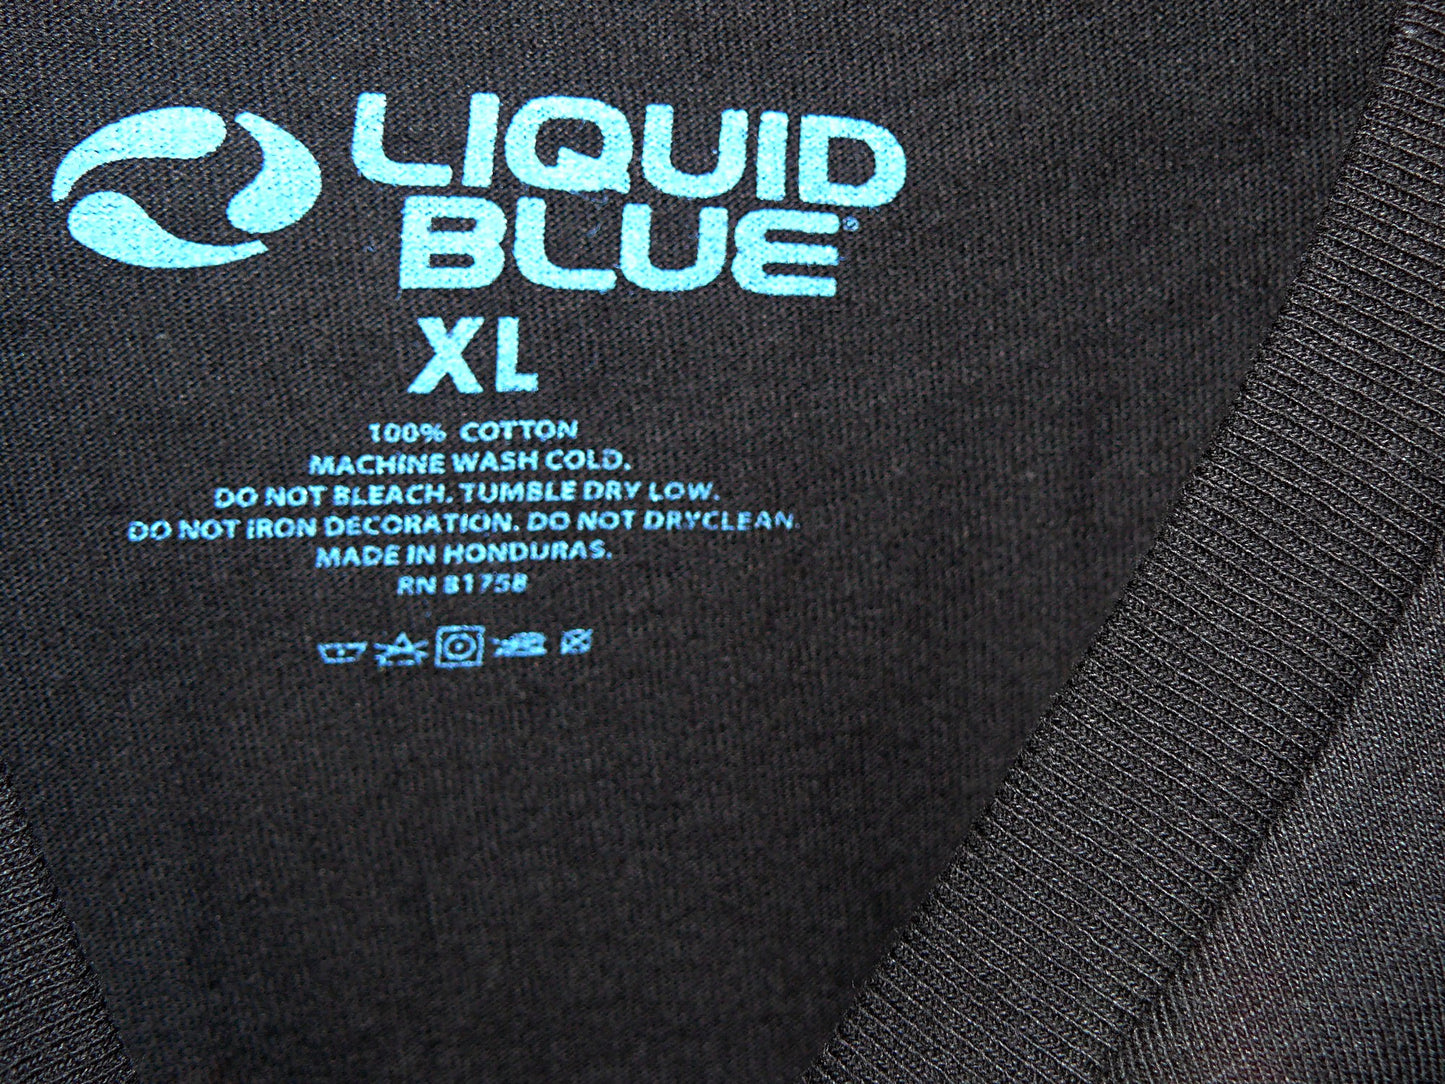 LIQUID
BLUE®
XL
100% COTTON
MACHINE WASH COLD.
DO NOT BLEACH. TUMBLE DRY LOW.
DO NOT IRON DECORATION. DO NOT DRYCLEAN.
MADE IN HONDURAS.
RN 81758